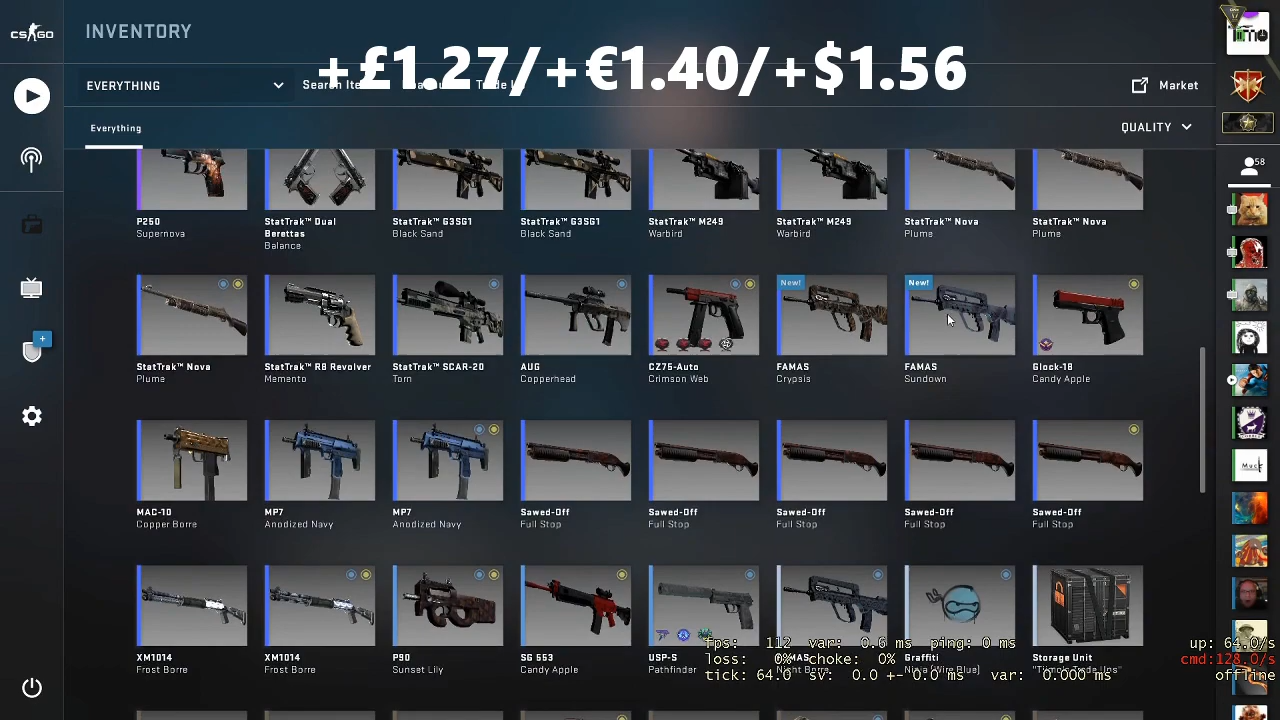 CS:GO
INVENTORY
+£1.27/+€1.40/+$1.56
EVERYTHING
Search Ite
Trade
Market
Everything
QUALITY
58
P250
Supernova
StatTrak™ Dual
Berettas
Balance
StatTrak™ G3SG1
Black Sand
StatTrak™ G3SG1
Black Sand
StatTrak™ M249
Warbird
StatTrak™ M249
Warbird
StatTrak™ Nova
Plume
StatTrak™ Nova
Plume
New!
New!
StatTrak™ Nova
Plume
StatTrak™ R8 Revolver
Memento
StatTrak™ SCAR-20
Torn
AUG
Copperhead
CZ75-Auto
Crimson Web
FAMAS
Crypsis
FAMAS
Sundown
Glock-18
Candy Apple
MAC-10
Copper Borre
MP7
Anodized Navy
MP7
Anodized Navy
Sawed-Off
Full Stop
Sawed-Off
Full Stop
Sawed-Off
Full Stop
Sawed-Off
Full Stop
Sawed-Off
Full Stop
XM1014
Frost Borre
XM1014
Frost Borre
P90
Sunset Lily
SG 553
Candy Apple
USP-S
Pathfinder
Graffiti
Storage Unit
fps: 112 var: 0.6 ms ping: 0 ms
loss: 0% choke: 0%
tick: 64.0 sv: 0.0 +- 0.0 ms var: 0.000 ms
up: 64.0/s
cmd:128.0/s
offline